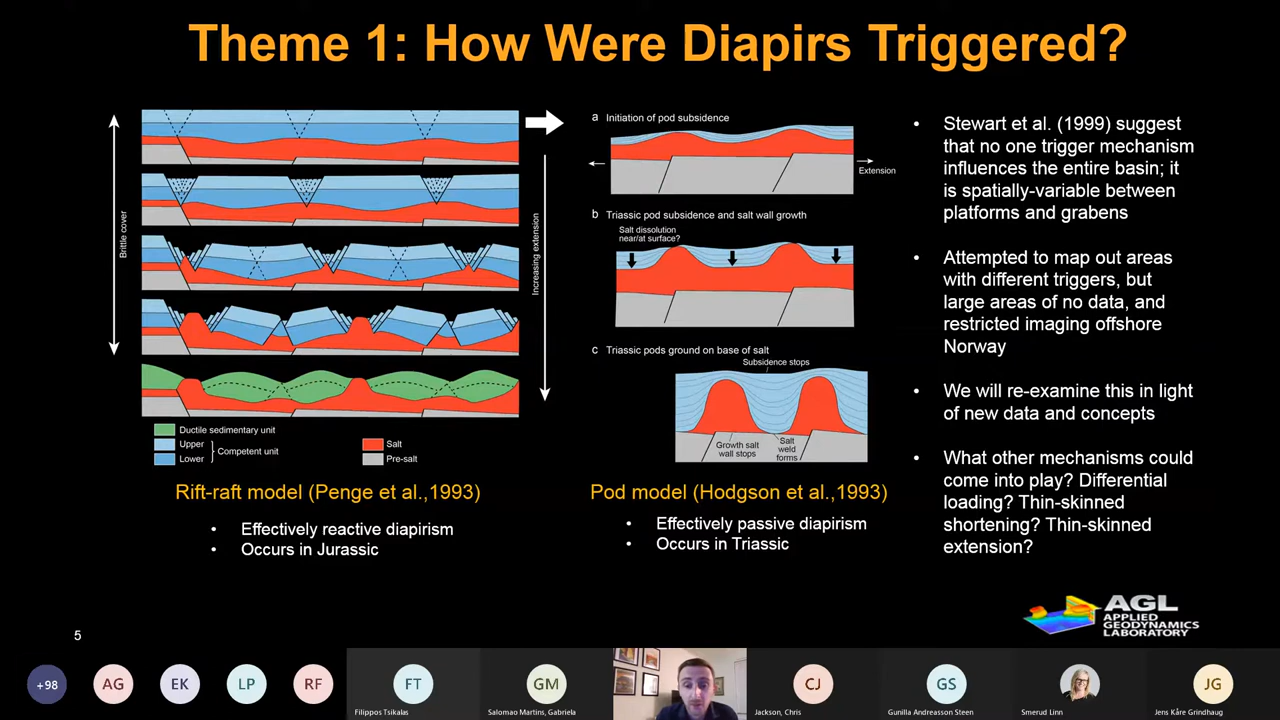 Theme 1: How Were Diapirs Triggered?
Brittle cover
Increasing extension
Ductile sedimentary unit
Upper
Lower
Competent unit
Salt
Pre-salt
Rift-raft model (Penge et al.,1993)
• Effectively reactive diapirism
• Occurs in Jurassic
a Initiation of pod subsidence
Extension
b Triassic pod subsidence and salt wall growth
Salt dissolution
near/at surface?
c Triassic pods ground on base of salt
Subsidence stops
Growth salt
wall stops
Salt
weld
forms
Pod model (Hodgson et al.,1993)
• Effectively passive diapirism
• Occurs in Triassic
• Stewart et al. (1999) suggest
that no one trigger mechanism
influences the entire basin; it
is spatially-variable between
platforms and grabens
• Attempted to map out areas
with different triggers, but
large areas of no data, and
restricted imaging offshore
Norway
• We will re-examine this in light
of new data and concepts
• What other mechanisms could
come into play? Differential
loading? Thin-skinned
shortening? Thin-skinned
extension?
AGL
APPLIED
GEODYNAMICS
LABORATORY
5
+98
AG
EK
LP
RF
FT
Filippos Tsikalas
GM
Salomao Martins, Gabriela
CJ
Jackson, Chris
GS
Gunilla Andreasson Steen
Smerud Linn
JG
Jens Kåre Grindhaug